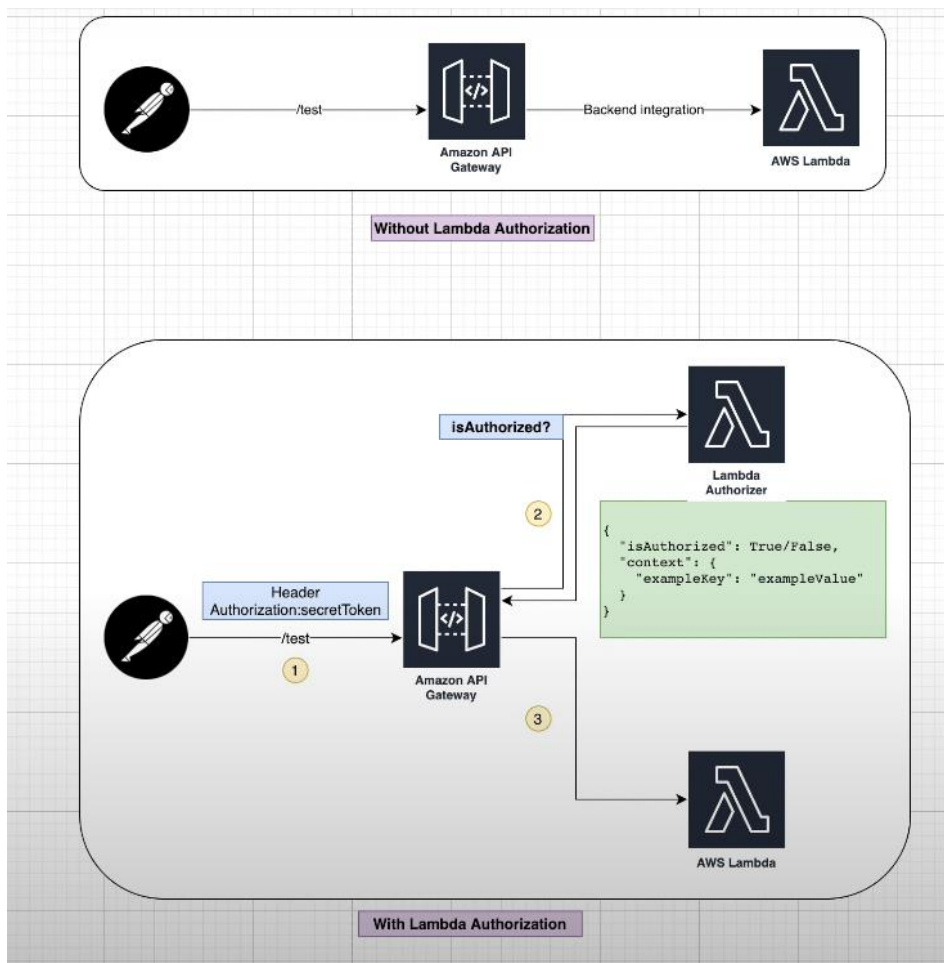 /test
</>
Backend integration
Amazon API
Gateway
AWS Lambda
Without Lambda Authorization
isAuthorized?
Lambda
Authorizer
2
{
"isAuthorized": True/False,
"context": {
"exampleKey": "exampleValue"
}
}
Header
Authorization:secretToken
/test
1
</>
Amazon API
Gateway
3
AWS Lambda
With Lambda Authorization